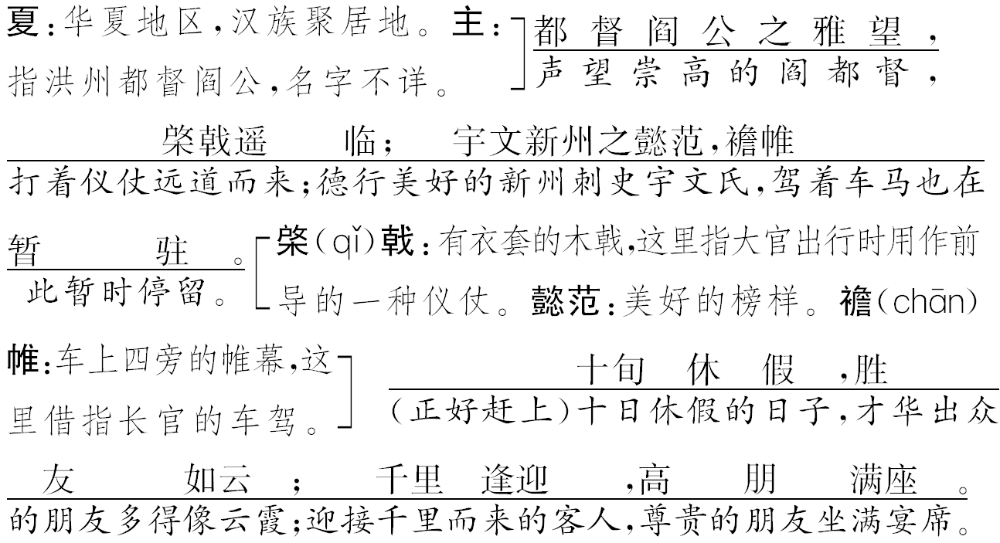 夏:华夏地区,汉族聚居地。主:
指洪州都督阎公,名字不详。
都督阎公之雅望,
声望崇高的阎都督,
棨戟遥临;宇文新州之懿范,襜帷
打着仪仗远道而来;德行美好的新州刺史宇文氏,驾着车马也在
暂驻。
此暂时停留。
棨(qǐ)戟:有衣套的木戟,这里指大官出行时用作前
导的一种仪仗。懿范:美好的榜样。襜(chān)
帷:车上四旁的帷幕,这
里借指长官的车驾。
十旬休假,胜
(正好赶上)十日休假的日子,才华出众
友如云;千里逢迎,高朋满座。
的朋友多得像云霞;迎接千里而来的客人,尊贵的朋友坐满宴席。